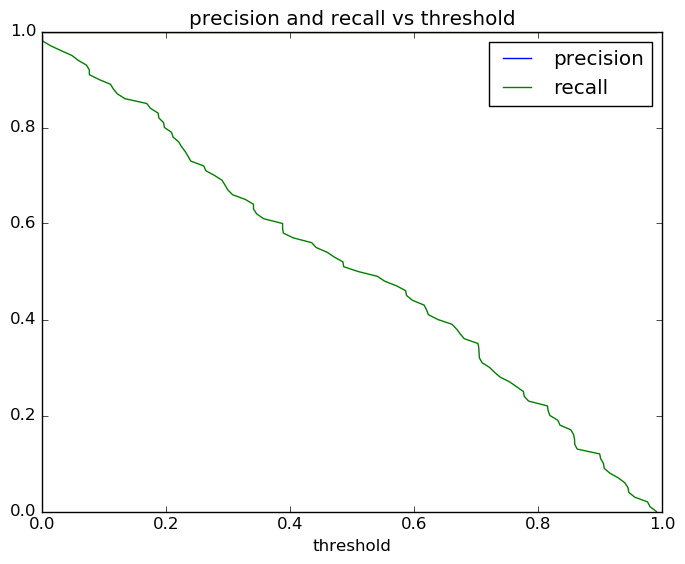 precision and recall vs threshold
1.0
0.8
0.6
0.4
0.2
0.0
precision
recall
0.0 0.2 0.4 0.6 0.8 1.0
threshold